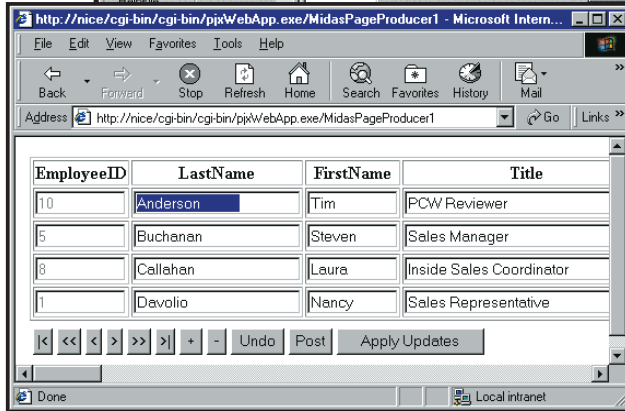 http://nice/cgi-bin/cgi-bin/pjxWebApp.exe/MidasPageProducer1 - Microsoft Intern...
File Edit View Favorites Tools Help
Back Forward Stop Refresh Home Search Favorites History Mail »
Address http://nice/cgi-bin/cgi-bin/pjxWebApp.exe/MidasPageProducer1 Go Links »
EmployeeID LastName FirstName Title
10 Anderson Tim PCW Reviewer
5 Buchanan Steven Sales Manager
8 Callahan Laura Inside Sales Coordinator
1 Davolio Nancy Sales Representative
|< << < > >> >| + - Undo Post Apply Updates
Done Local intranet